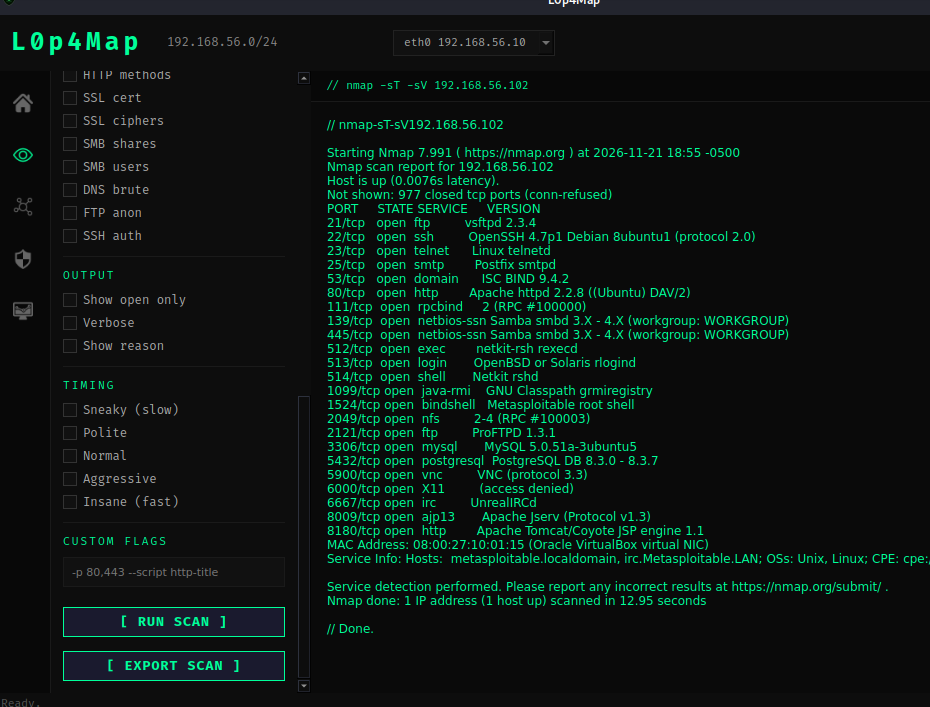 L0p4Map
L0p4Map
192.168.56.0/24
eth0 192.168.56.10
HTTP methods
SSL cert
SSL ciphers
SMB shares
SMB users
DNS brute
FTP anon
SSH auth
OUTPUT
Show open only
Verbose
Show reason
TIMING
Sneaky (slow)
Polite
Normal
Aggressive
Insane (fast)
CUSTOM FLAGS
-p 80,443 --script http-title
[ RUN SCAN ]
[ EXPORT SCAN ]
// nmap -sT -sV 192.168.56.102
// nmap-sT-sV192.168.56.102
Starting Nmap 7.991 ( https://nmap.org ) at 2026-11-21 18:55 -0500
Nmap scan report for 192.168.56.102
Host is up (0.0076s latency).
Not shown: 977 closed tcp ports (conn-refused)
PORT STATE SERVICE VERSION
21/tcp open ftp vsftpd 2.3.4
22/tcp open ssh OpenSSH 4.7p1 Debian 8ubuntu1 (protocol 2.0)
23/tcp open telnet Linux telnetd
25/tcp open smtp Postfix smtpd
53/tcp open domain ISC BIND 9.4.2
80/tcp open http Apache httpd 2.2.8 ((Ubuntu) DAV/2)
111/tcp open rpcbind 2 (RPC #100000)
139/tcp open netbios-ssn Samba smbd 3.X - 4.X (workgroup: WORKGROUP)
445/tcp open netbios-ssn Samba smbd 3.X - 4.X (workgroup: WORKGROUP)
512/tcp open exec netkit-rsh rexecd
513/tcp open login OpenBSD or Solaris rlogind
514/tcp open shell Netkit rshd
1099/tcp open java-rmi GNU Classpath grmiregistry
1524/tcp open bindshell Metasploitable root shell
2049/tcp open nfs 2-4 (RPC #100003)
2121/tcp open ftp ProFTPD 1.3.1
3306/tcp open mysql MySQL 5.0.51a-3ubuntu5
5432/tcp open postgresql PostgreSQL DB 8.3.0 - 8.3.7
5900/tcp open vnc VNC (protocol 3.3)
6000/tcp open X11 (access denied)
6667/tcp open irc UnrealIRCd
8009/tcp open ajp13 Apache Jserv (Protocol v1.3)
8180/tcp open http Apache Tomcat/Coyote JSP engine 1.1
MAC Address: 08:00:27:10:01:15 (Oracle VirtualBox virtual NIC)
Service Info: Hosts: metasploitable.localdomain, irc.Metasploitable.LAN; OSs: Unix, Linux; CPE: cpe:/
Service detection performed. Please report any incorrect results at https://nmap.org/submit/ .
Nmap done: 1 IP address (1 host up) scanned in 12.95 seconds
// Done.
Ready.